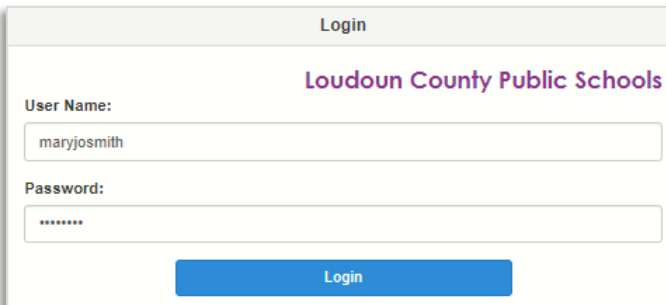 Login
Loudoun County Public Schools
User Name:
maryjosmith
Password:
••••••••
Login